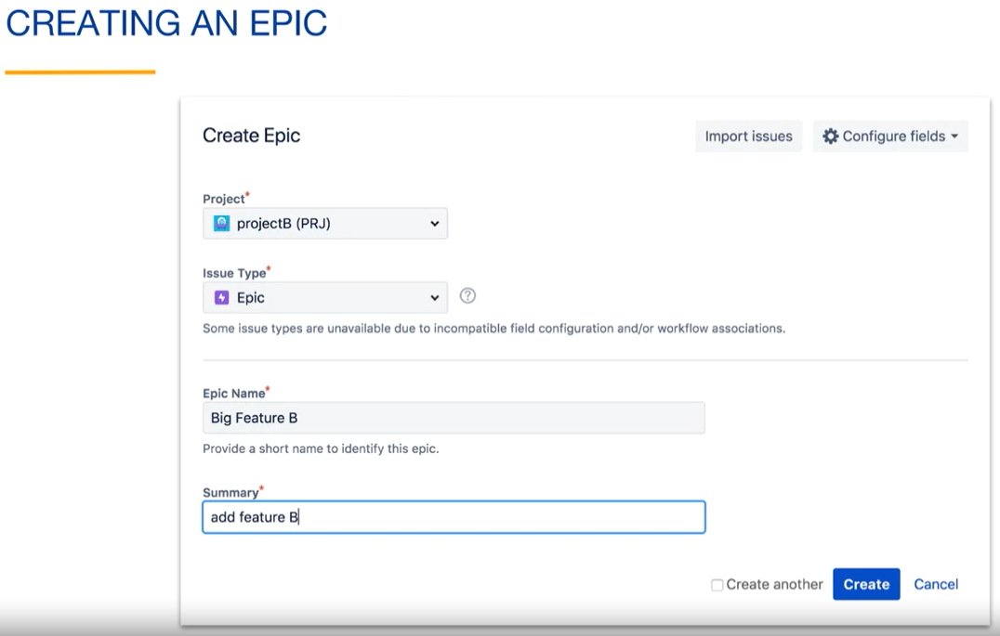 CREATING AN EPIC
Create Epic
Import issues
Configure fields
Project*
projectB (PRJ)
Issue Type*
Epic
Some issue types are unavailable due to incompatible field configuration and/or workflow associations.
Epic Name*
Big Feature B
Provide a short name to identify this epic.
Summary*
add feature B
Create another
Create
Cancel